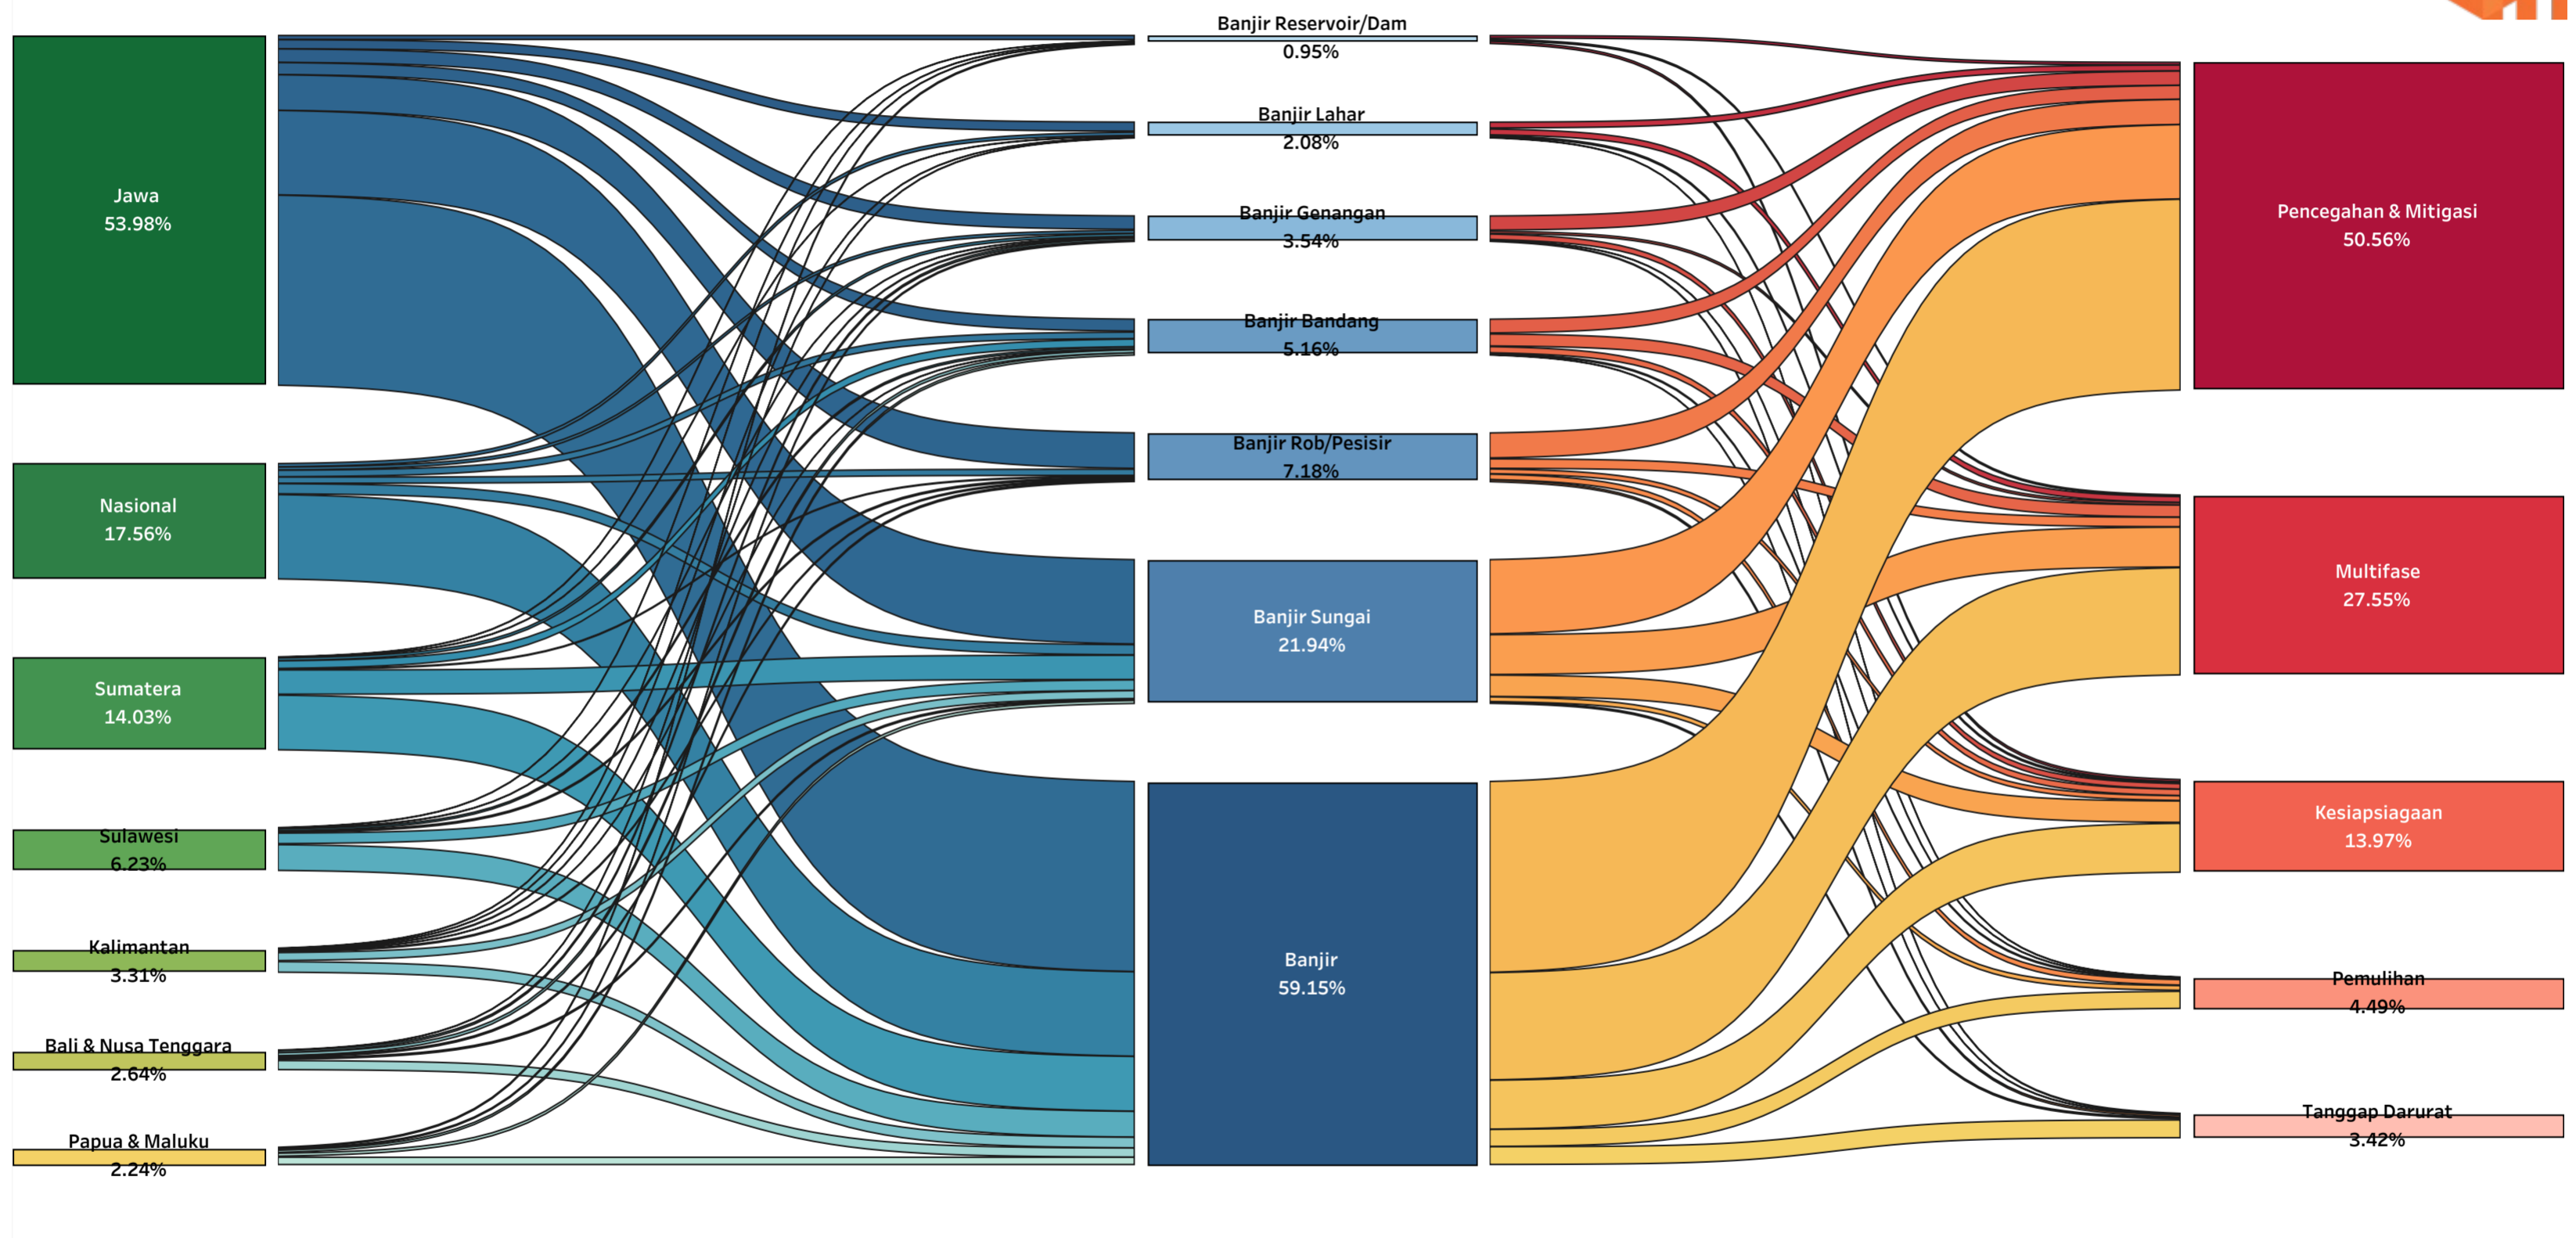 Jawa
53.98%
Nasional
17.56%
Sumatera
14.03%
Sulawesi
6.23%
Kalimantan
3.31%
Bali & Nusa Tenggara
2.64%
Papua & Maluku
2.24%
Banjir Reservoir/Dam
0.95%
Banjir Lahar
2.08%
Banjir Genangan
3.54%
Banjir Bandang
5.16%
Banjir Rob/Pesisir
7.18%
Banjir Sungai
21.94%
Banjir
59.15%
Pencegahan & Mitigasi
50.56%
Multifase
27.55%
Kesiapsiagaan
13.97%
Pemulihan
4.49%
Tanggap Darurat
3.42%